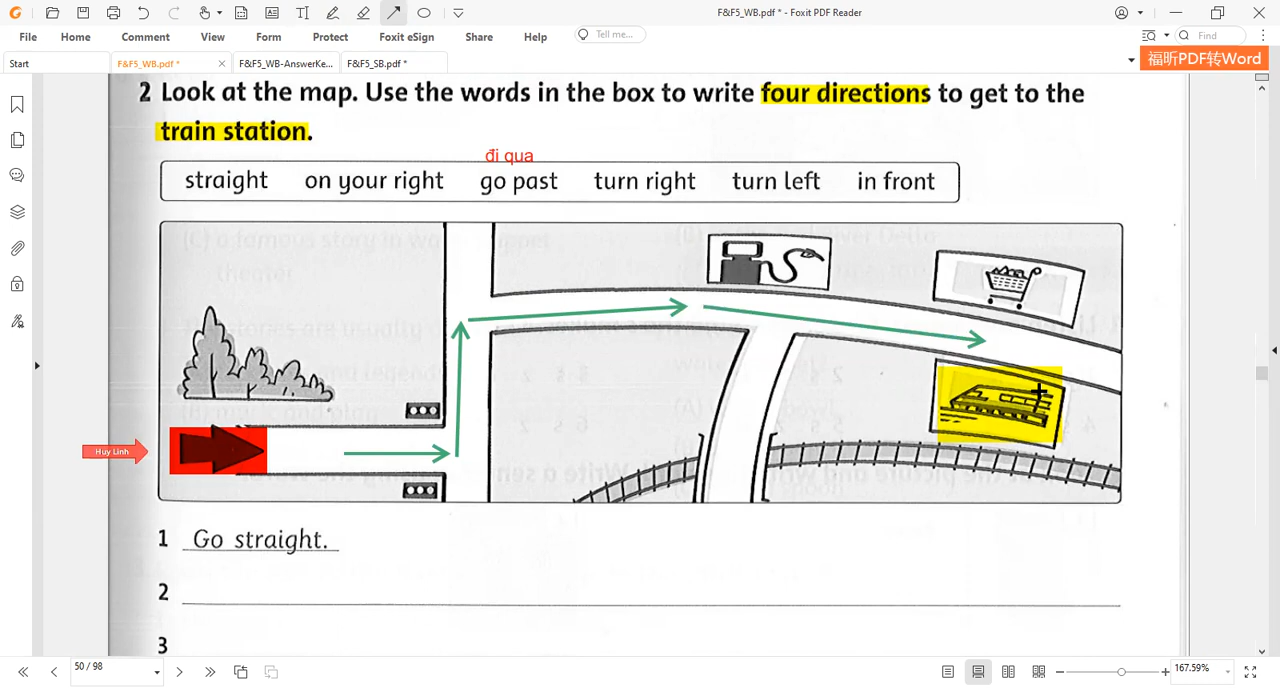 F&F5_WB.pdf * - Foxit PDF Reader
File Home Comment View Form Protect Foxit eSign Share Help Tell me... Find
Start F&F5_WB.pdf * F&F5_WB-AnswerKe... F&F5_SB.pdf *
福昕PDF转Word
2 Look at the map. Use the words in the box to write four directions to get to the
train station.
đi qua
straight on your right go past turn right turn left in front
Huy Linh
1 Go straight.
2
3
50 / 98
167.59%